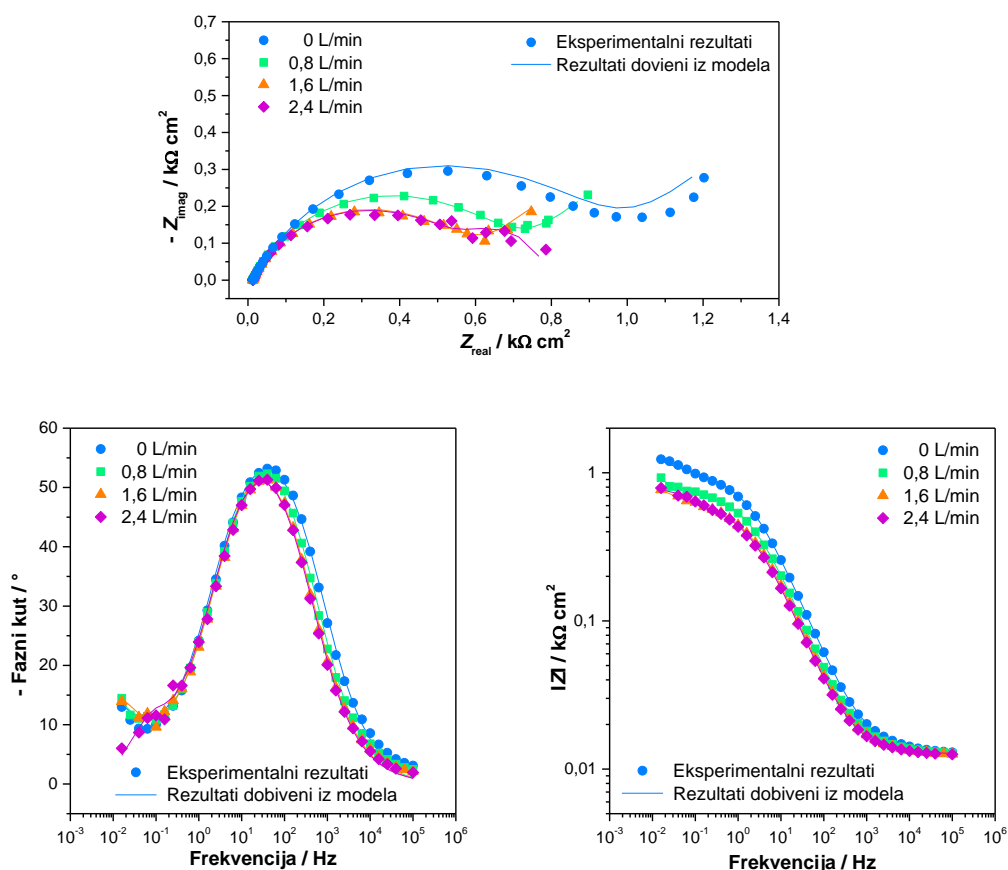 0,7
0,6
0,5
0,4
0,3
0,2
0,1
0,0
- Zimag / kΩ cm2
0 L/min
0,8 L/min
1,6 L/min
2,4 L/min
Eksperimentalni rezultati
Rezultati dovieni iz modela
0,0 0,2 0,4 0,6 0,8 1,0 1,2 1,4
Zreal / kΩ cm2
60
50
40
30
20
10
0
- Fazni kut / °
0 L/min
0,8 L/min
1,6 L/min
2,4 L/min
Eksperimentalni rezultati
Rezultati dobiveni iz modela
10-3 10-2 10-1 100 101 102 103 104 105 106
Frekvencija / Hz
1
0,1
0,01
IZI / kΩ cm2
0 L/min
0,8 L/min
1,6 L/min
2,4 L/min
Eksperimentalni rezultati
Rezultati dobiveni iz modela
10-3 10-2 10-1 100 101 102 103 104 105 106
Frekvencija / Hz